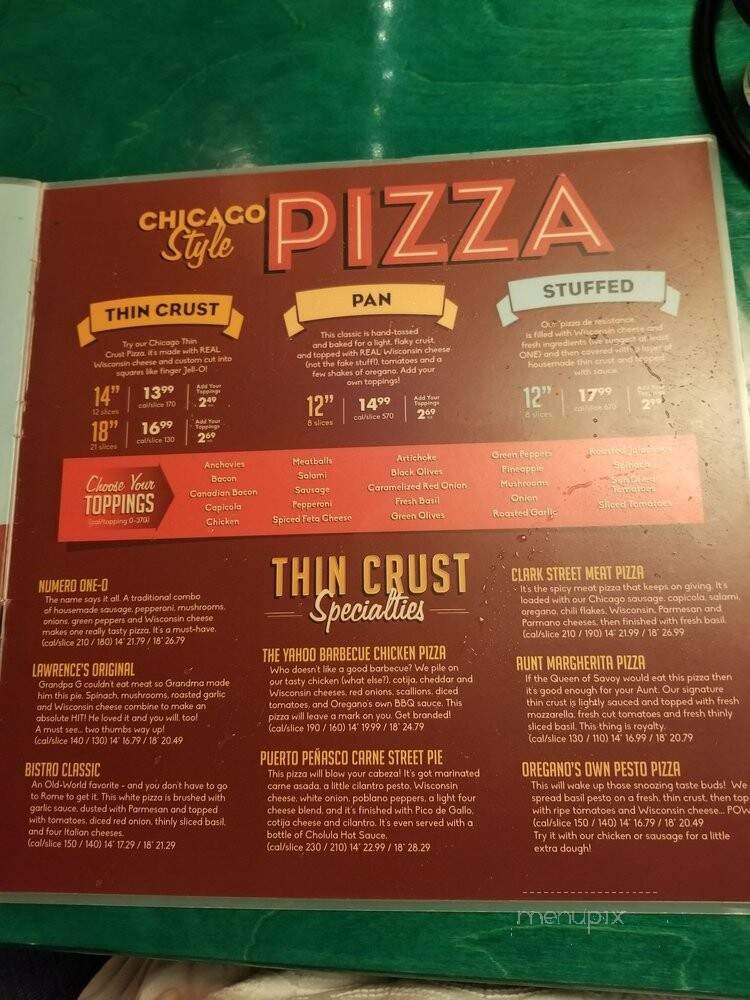 CHICAGO
Style
PIZZA
THIN CRUST
Try our Chicago Thin
Crust Pizza, it's made with REAL
Wisconsin cheese and custom cut into
squares like finger Jell-O!
14" 13.99 Add Your Toppings 2.49
12 slices cal/slice 170
18" 16.99 Add Your Toppings 2.69
21 slices cal/slice 130
PAN
This classic is hand-tossed
and baked for a light, flaky crust,
and topped with REAL Wisconsin cheese
(not the fake stuff), tomatoes and a
few shakes of oregano. Add your
own toppings!
12" 14.99 Add Your Toppings 2.69
8 slices cal/slice 570
STUFFED
Our pizza de resistance
is filled with Wisconsin cheese and
fresh ingredients (we suggest at least
ONE) and then covered with a layer of
housemade thin crust and topped
with sauce.
12" 17.99 Add Your
8 slices cal/slice 670
Choose Your
TOPPINGS
(cal/topping 0-370)
Anchovies
Bacon
Canadian Bacon
Capicola
Chicken
Meatballs
Salami
Sausage
Pepperoni
Spiced Feta Cheese
Artichoke
Black Olives
Caramelized Red Onion
Fresh Basil
Green Olives
Green Peppers
Pineapple
Mushrooms
Onion
Roasted Garlic
Roasted Jalapeños
Spinach
Sun Dried
Tomatoes
Sliced Tomatoes
THIN CRUST
Specialties
NUMERO ONE-O
The name says it all. A traditional combo
of housemade sausage, pepperoni, mushrooms,
onions, green peppers and Wisconsin cheese
makes one really tasty pizza. It's a must-have.
(cal/slice 210 / 180) 14" 21.79 / 18" 26.79
LAWRENCE'S ORIGINAL
Grandpa G couldn't eat meat so Grandma made
him this pie. Spinach, mushrooms, roasted garlic
and Wisconsin cheese combine to make an
absolute HIT! He loved it and you will, too!
A must see... two thumbs way up!
(cal/slice 140 / 130) 14" 16.79 / 18" 20.49
BISTRO CLASSIC
An Old-World favorite - and you don't have to go
to Rome to get it. This white pizza is brushed with
garlic sauce, dusted with Parmesan and topped
with tomatoes, diced red onion, thinly sliced basil,
and four Italian cheeses.
(cal/slice 150 / 140) 14" 17.29 / 18" 21.29
THE YAHOO BARBECUE CHICKEN PIZZA
Who doesn't like a good barbecue? We pile on
our tasty chicken (what else?), cotija, cheddar and
Wisconsin cheeses, red onions, scallions, diced
tomatoes, and Oregano's own BBQ sauce. This
pizza will leave a mark on you. Get branded!
(cal/slice 190 / 160) 14" 19.99 / 18" 24.79
PUERTO PEÑASCO CARNE STREET PIE
This pizza will blow your cabeza! It's got marinated
carne asada, a little cilantro pesto, Wisconsin
cheese, white onion, poblano peppers, a light four
cheese blend, and it's finished with Pico de Gallo,
cotija cheese and cilantro. It's even served with a
bottle of Cholula Hot Sauce.
(cal/slice 230 / 210) 14" 22.99 / 18" 28.29
CLARK STREET MEAT PIZZA
It's the spicy meat pizza that keeps on giving. It's
loaded with our Chicago sausage, capicola, salami,
oregano, chili flakes, Wisconsin, Parmesan and
Parmano cheeses, then finished with fresh basil.
(cal/slice 210 / 190) 14" 21.99 / 18" 26.99
AUNT MARGHERITA PIZZA
If the Queen of Savoy would eat this pizza then
it's good enough for your Aunt. Our signature
thin crust is lightly sauced and topped with fresh
mozzarella, fresh cut tomatoes and fresh thinly
sliced basil. This thing is royalty.
(cal/slice 130 / 110) 14" 16.99 / 18" 20.79
OREGANO'S OWN PESTO PIZZA
This will wake up those snoozing taste buds! We
spread basil pesto on a fresh, thin crust, then top
with ripe tomatoes and Wisconsin cheese... POW
(cal/slice 150 / 140) 14" 16.79 / 18" 20.49
Try it with our chicken or sausage for a little
extra dough!
menupix